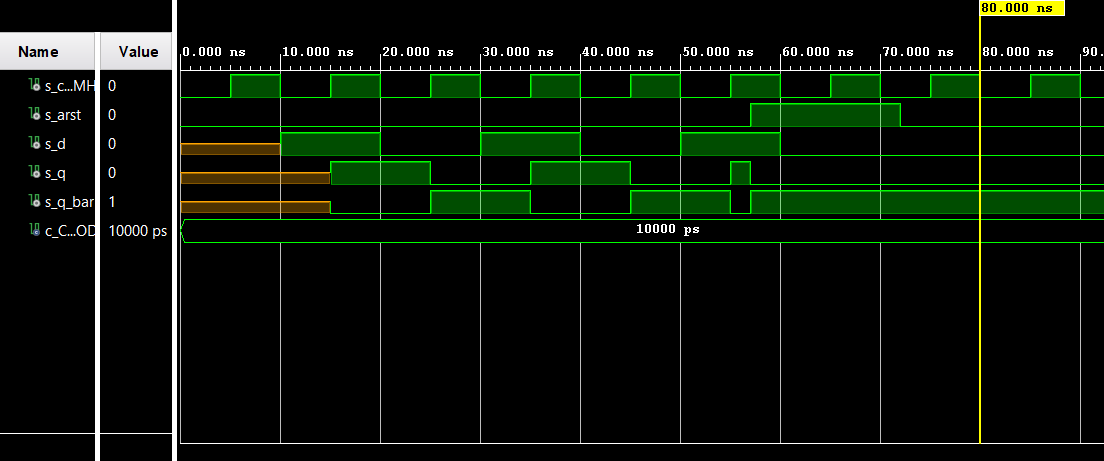 80.000 ns
Name Value
0.000 ns 10.000 ns 20.000 ns 30.000 ns 40.000 ns 50.000 ns 60.000 ns 70.000 ns 80.000 ns 90.
s_c...MH 0
s_arst 0
s_d 0
s_q 0
s_q_bar 1
c_C...OD 10000 ps 10000 ps